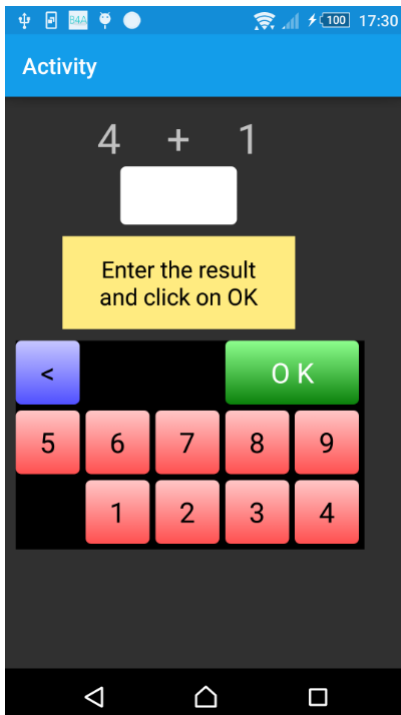 B4A 100 17:30
Activity
4 + 1
Enter the result
and click on OK
< O K
5 6 7 8 9
1 2 3 4